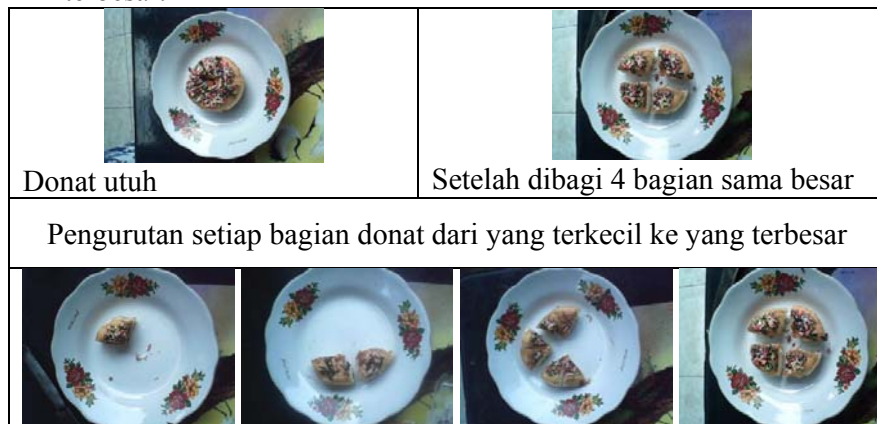 Donat utuh
Setelah dibagi 4 bagian sama besar
Pengurutan setiap bagian donat dari yang terkecil ke yang terbesar